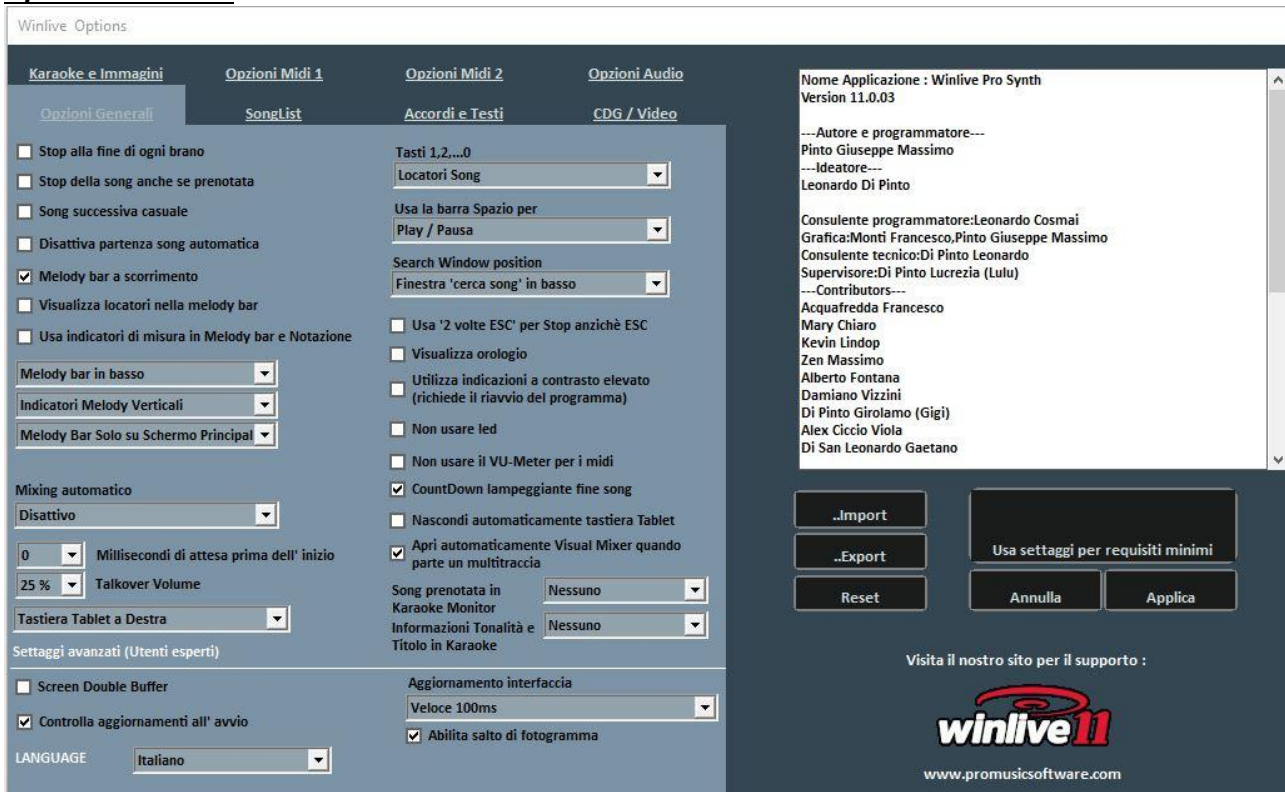 Winlive Options
Karaoke e Immagini
Opzioni Midi 1
Opzioni Midi 2
Opzioni Audio
Opzioni Generali
SongList
Accordi e Testi
CDG / Video
Stop alla fine di ogni brano
Stop della song anche se prenotata
Song successiva casuale
Disattiva partenza song automatica
Melody bar a scorrimento
Visualizza locatori nella melody bar
Usa indicatori di misura in Melody bar e Notazione
Melody bar in basso
Indicatori Melody Verticali
Melody Bar Solo su Schermo Principal
Mixing automatico
Disattivo
0
Millisecondi di attesa prima dell' inizio
25 %
Talkover Volume
Tastiera Tablet a Destra
Tasti 1,2,...0
Locatori Song
Usa la barra Spazio per
Play / Pausa
Search Window position
Finestra 'cerca song' in basso
Usa '2 volte ESC' per Stop anzichè ESC
Visualizza orologio
Utilizza indicazioni a contrasto elevato
(richiede il riavvio del programma)
Non usare led
Non usare il VU-Meter per i midi
CountDown lampeggiante fine song
Nascondi automaticamente tastiera Tablet
Apri automaticamente Visual Mixer quando
parte un multitraccia
Song prenotata in
Karaoke Monitor
Nessuno
Informazioni Tonalità e
Titolo in Karaoke
Nessuno
Settaggi avanzati (Utenti esperti)
Screen Double Buffer
Controlla aggiornamenti all' avvio
LANGUAGE
Italiano
Aggiornamento interfaccia
Veloce 100ms
Abilita salto di fotogramma
Nome Applicazione : Winlive Pro Synth
Version 11.0.03
---Autore e programmatore---
Pinto Giuseppe Massimo
---Ideatore---
Leonardo Di Pinto
Consulente programmatore:Leonardo Cosmai
Grafica:Monti Francesco,Pinto Giuseppe Massimo
Consulente tecnico:Di Pinto Leonardo
Supervisore:Di Pinto Lucrezia (Lulu)
---Contributors---
Acquafredda Francesco
Mary Chiaro
Kevin Lindop
Zen Massimo
Alberto Fontana
Damiano Vizzini
Di Pinto Girolamo (Gigi)
Alex Ciccio Viola
Di San Leonardo Gaetano
..Import
..Export
Reset
Usa settaggi per requisiti minimi
Annulla
Applica
Visita il nostro sito per il supporto :
winlive 11
www.promusicsoftware.com